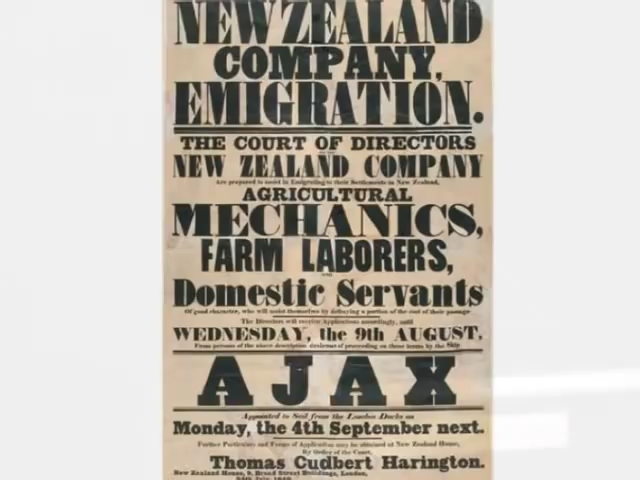 NEW ZEALAND
COMPANY,
EMIGRATION.
THE COURT OF DIRECTORS
NEW ZEALAND COMPANY
Are prepared to assist in Emigrating to their Settlements in New Zealand,
AGRICULTURAL
MECHANICS,
FARM LABORERS,
AND
Domestic Servants
Of good character, who will assist themselves by defraying a portion of the cost of their passage
The Directors will receive Applications accordingly, until
WEDNESDAY, the 9th AUGUST,
From persons of the above description desirous of proceeding on these terms by the Ship
AJAX
Appointed to Sail from the London Docks on
Monday, the 4th September next.
Further Particulars and Forms of Application may be obtained at New Zealand House,
By Order of the Court,
Thomas Cudbert Harington.
New Zealand House, 9, Broad Street Buildings, London,